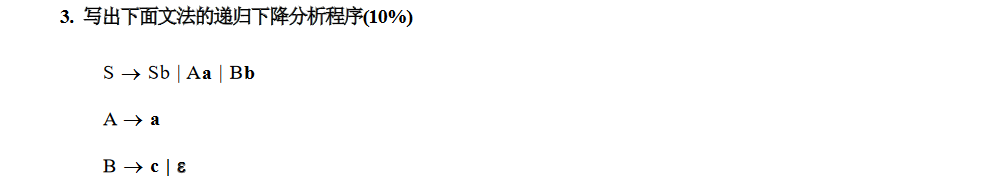 3. 写出下面文法的递归下降分析程序(10%)
S → Sb | Aa | Bb
A → a
B → c | ε